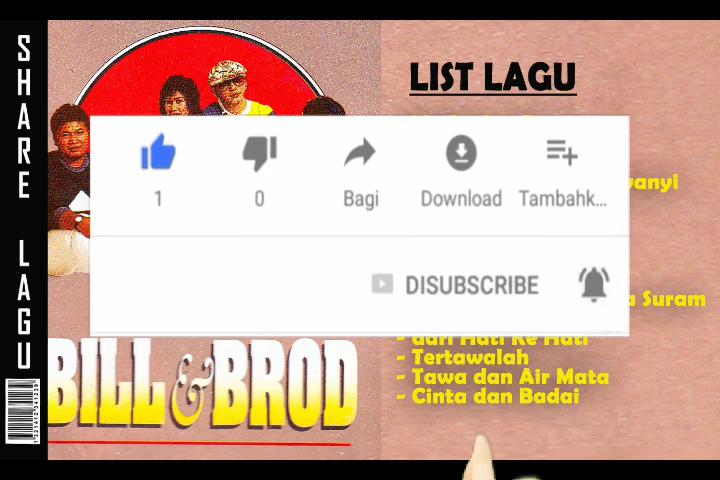 SHARE LAGU
LIST LAGU
1
0
Bagi
Download
Tambahk...
DISUBSCRIBE
Suram
- dari Hati Ke Hati
- Tertawalah
- Tawa dan Air Mata
- Cinta dan Badai
BILL & BROD